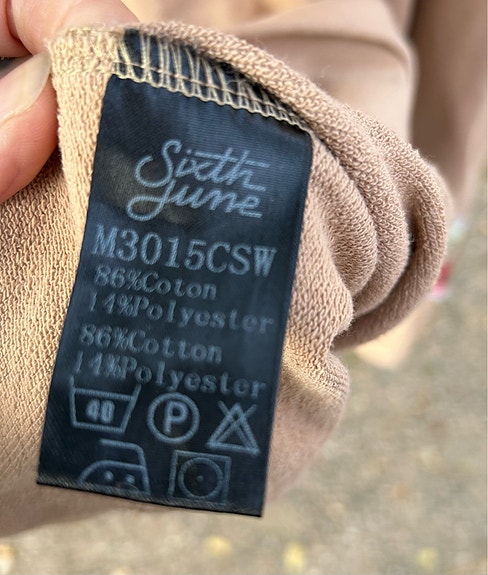 Sixth
June
M3015CSW
86%Coton
14%Polyester
86%Cotton
14%Polyester
40 P